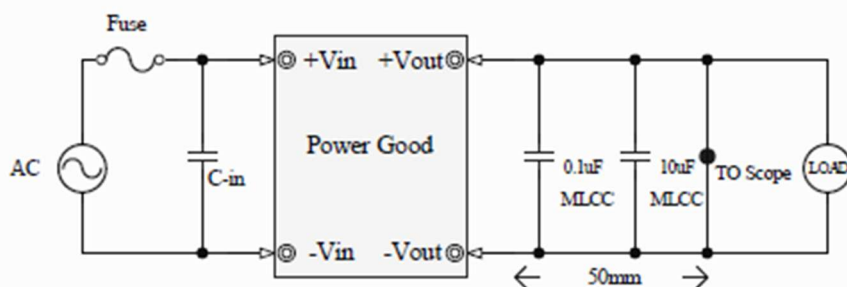 Fuse
+Vin +Vout
Power Good
AC
C-in
0.1uF
MLCC
10uF
MLCC
TO Scope
LOAD
-Vin -Vout
50mm